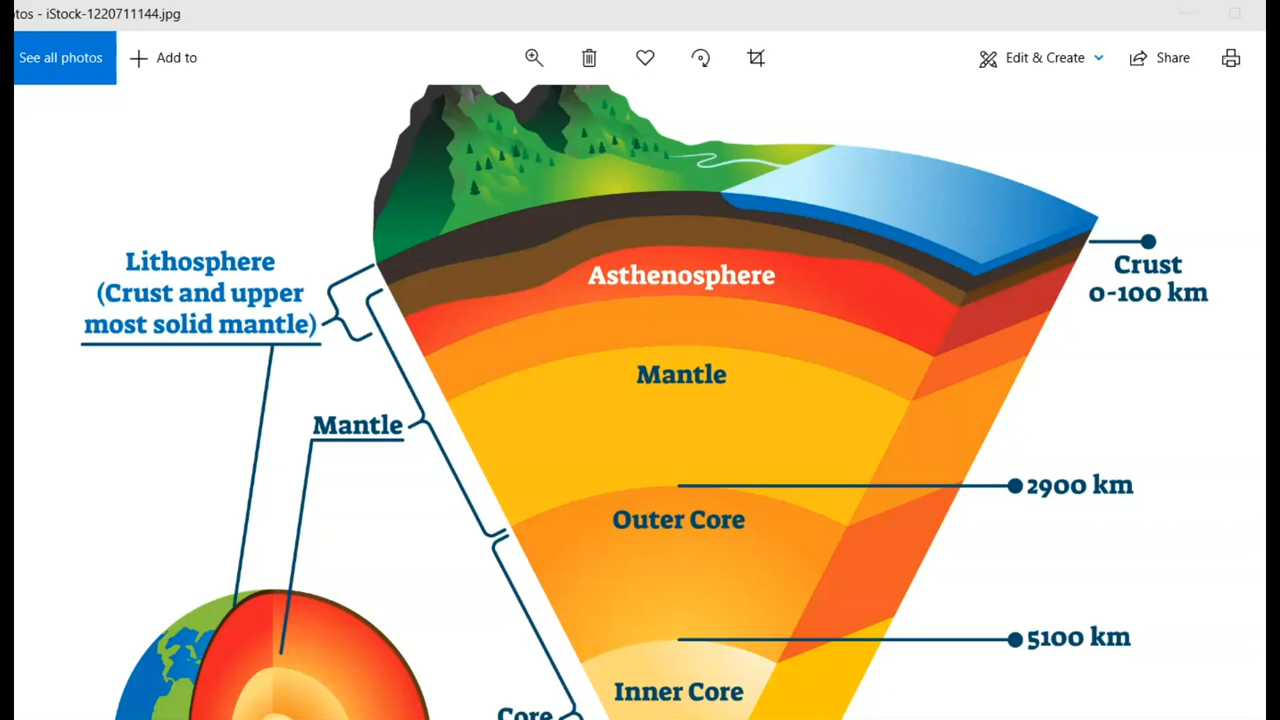 tos - iStock-1220711144.jpg
See all photos
Add to
Edit & Create
Share
Asthenosphere
Lithosphere
(Crust and upper
most solid mantle)
Crust
0-100 km
Mantle
Mantle
2900 km
Outer Core
5100 km
Inner Core
Core